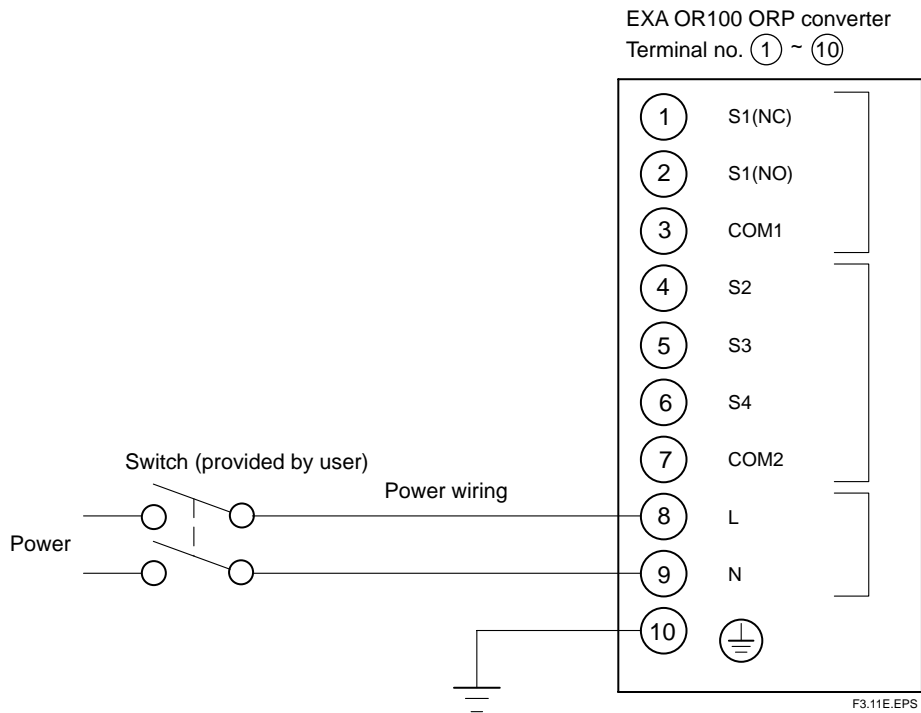 EXA OR100 ORP converter
Terminal no. 1 ~ 10
1 S1(NC)
2 S1(NO)
3 COM1
4 S2
5 S3
6 S4
7 COM2
Switch (provided by user)
Power wiring
8 L
Power
9 N
10
F3.11E.EPS